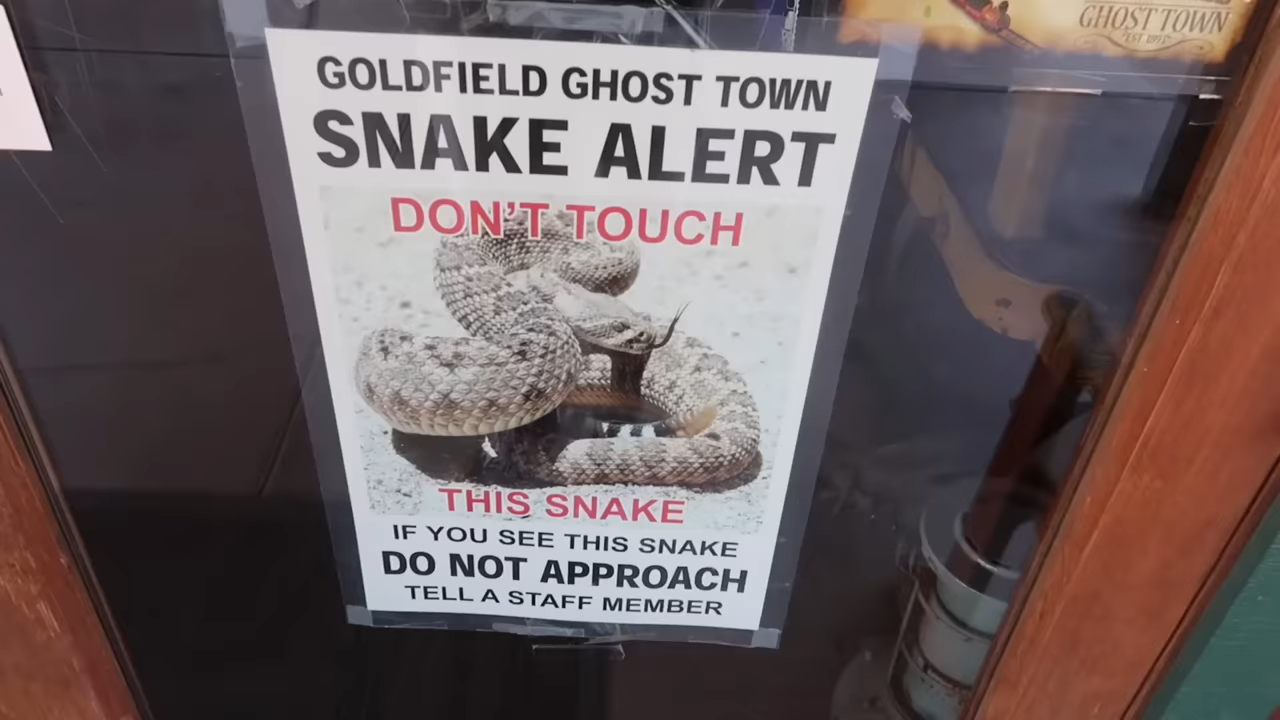 GHOST TOWN
GOLDFIELD GHOST TOWN
SNAKE ALERT
DON'T TOUCH
THIS SNAKE
IF YOU SEE THIS SNAKE
DO NOT APPROACH
TELL A STAFF MEMBER